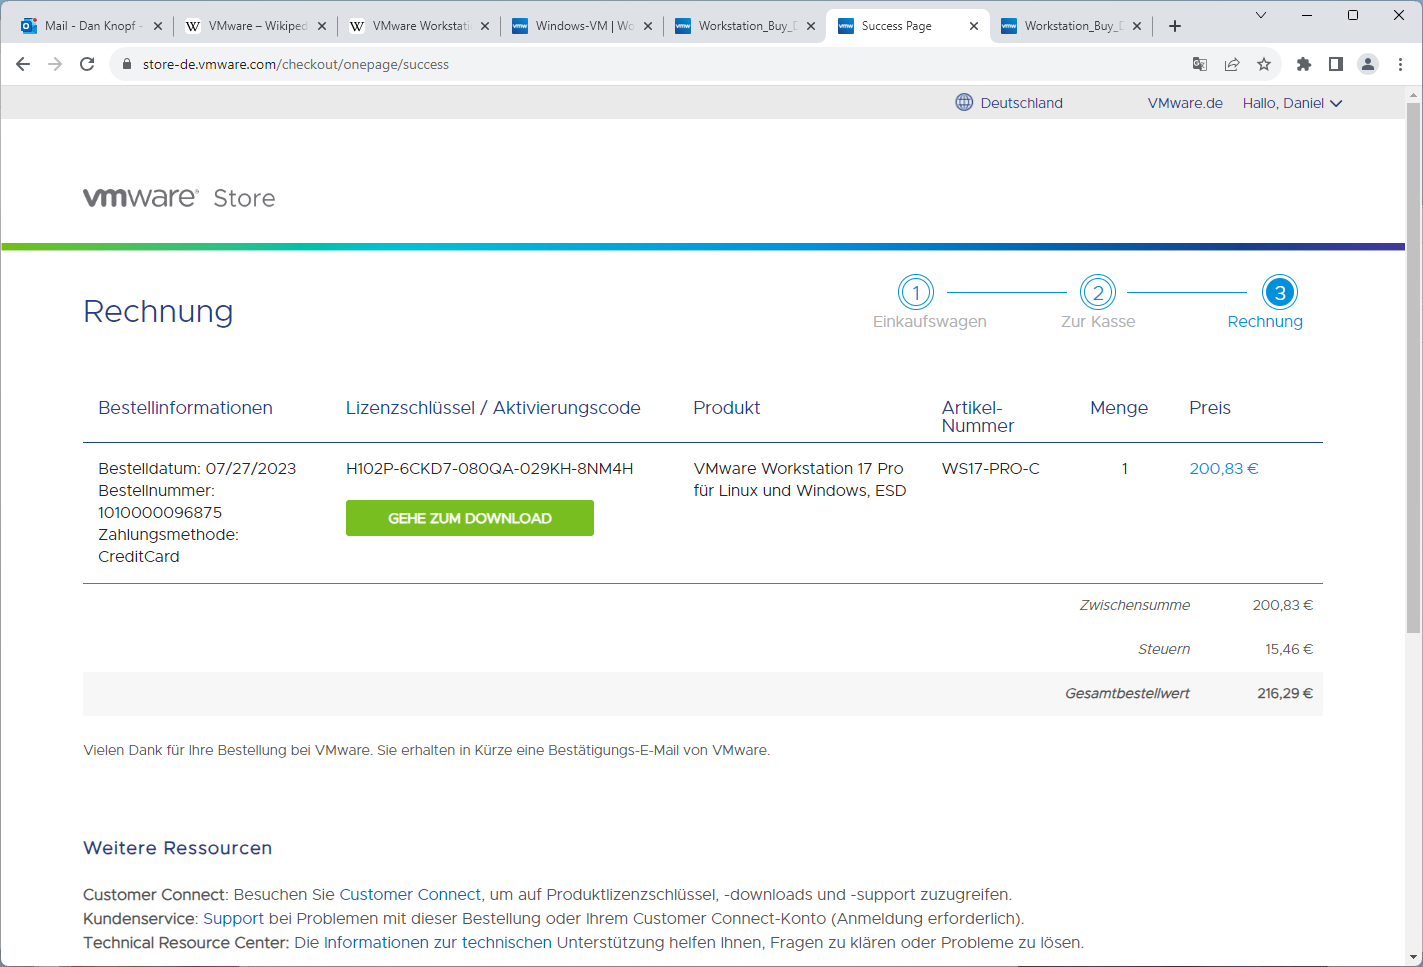 Mail - Dan Knopf -
VMware – Wikiped
VMware Workstati
Windows-VM | Wo
Workstation_Buy_D
Success Page
Workstation_Buy_D
store-de.vmware.com/checkout/onepage/success
Deutschland VMware.de Hallo, Daniel
vmware® Store
Rechnung
1 2 3
Einkaufswagen Zur Kasse Rechnung
Bestellinformationen
Lizenzschlüssel / Aktivierungscode
Produkt
Artikel-
Nummer
Menge
Preis
Bestelldatum: 07/27/2023
Bestellnummer:
1010000096875
Zahlungsmethode:
CreditCard
H102P-6CKD7-080QA-029KH-8NM4H
GEHE ZUM DOWNLOAD
VMware Workstation 17 Pro
für Linux und Windows, ESD
WS17-PRO-C
1
200,83 €
Zwischensumme 200,83 €
Steuern 15,46 €
Gesamtbestellwert 216,29 €
Vielen Dank für Ihre Bestellung bei VMware. Sie erhalten in Kürze eine Bestätigungs-E-Mail von VMware.
Weitere Ressourcen
Customer Connect: Besuchen Sie Customer Connect, um auf Produktlizenzschlüssel, -downloads und -support zuzugreifen.
Kundenservice: Support bei Problemen mit dieser Bestellung oder Ihrem Customer Connect-Konto (Anmeldung erforderlich).
Technical Resource Center: Die Informationen zur technischen Unterstützung helfen Ihnen, Fragen zu klären oder Probleme zu lösen.